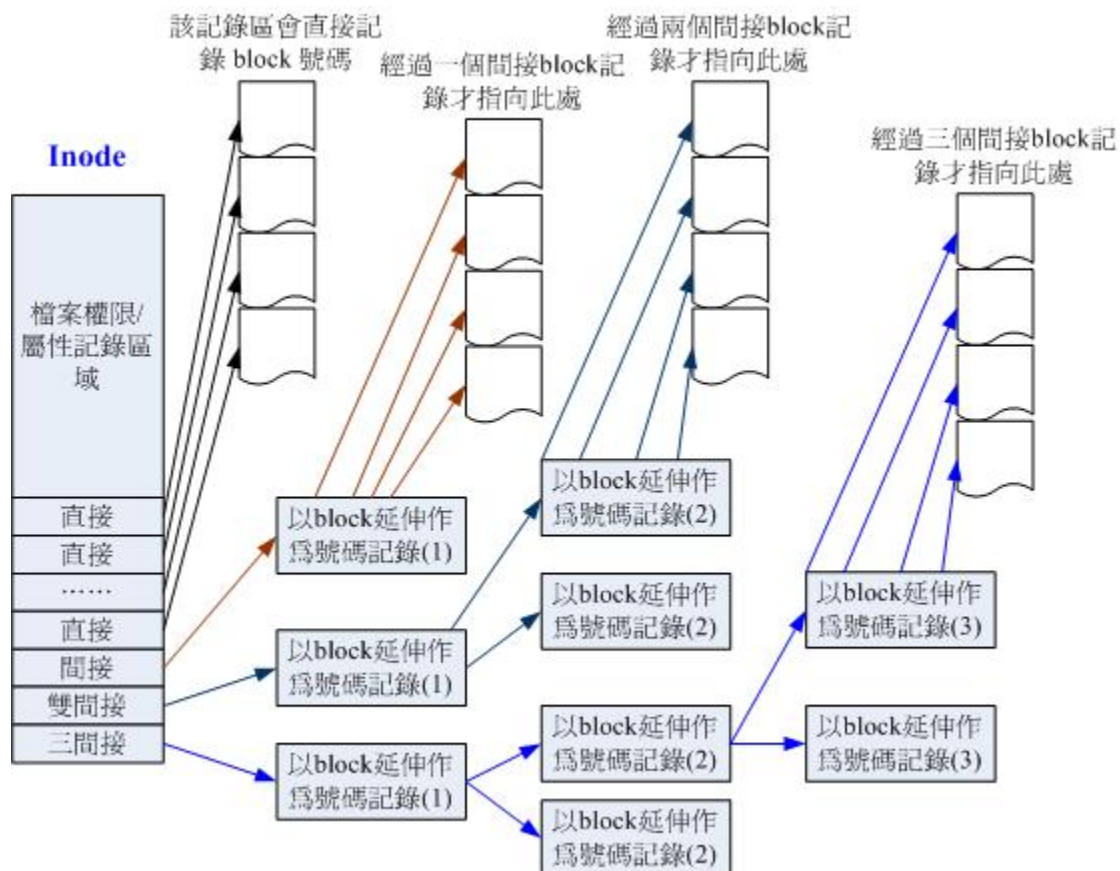 該記錄區會直接記
錄 block 號碼
經過一個間接block記
錄才指向此處
經過兩個間接block記
錄才指向此處
經過三個間接block記
錄才指向此處
Inode
檔案權限/
屬性記錄區
域
直接
直接
……
直接
間接
雙間接
三間接
以block延伸作
為號碼記錄(1)
以block延伸作
為號碼記錄(1)
以block延伸作
為號碼記錄(1)
以block延伸作
為號碼記錄(2)
以block延伸作
為號碼記錄(2)
以block延伸作
為號碼記錄(2)
以block延伸作
為號碼記錄(2)
以block延伸作
為號碼記錄(3)
以block延伸作
為號碼記錄(3)